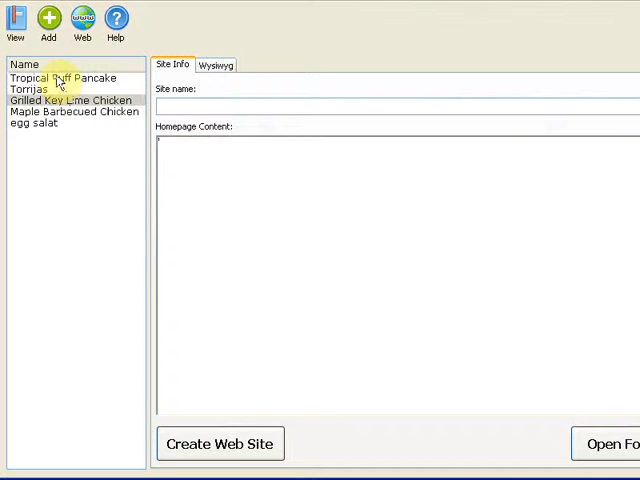 View Add Web Help
Name
Tropical Puff Pancake
Torrijas
Grilled Key Lime Chicken
Maple Barbecued Chicken
egg salat
Site Info Wysiwyg
Site name:
Homepage Content:
Create Web Site Open Fo